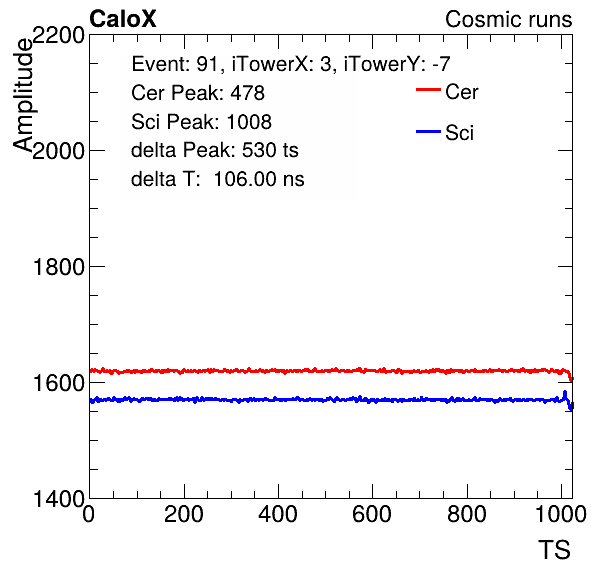 CaloX Cosmic runs
Amplitude
2200
2000
1800
1600
1400
Event: 91, iTowerX: 3, iTowerY: -7
Cer Peak: 478
Sci Peak: 1008
delta Peak: 530 ts
delta T: 106.00 ns
Cer
Sci
0 200 400 600 800 1000
TS